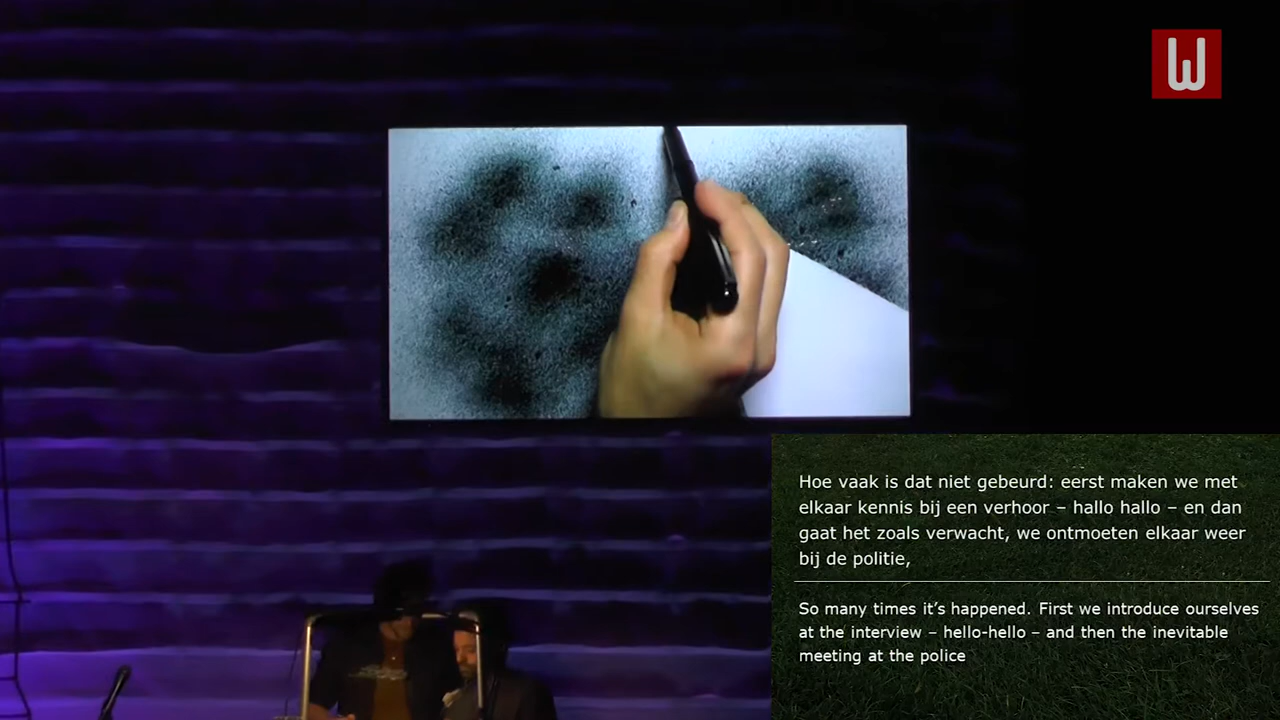 W
Hoe vaak is dat niet gebeurd: eerst maken we met
elkaar kennis bij een verhoor – hallo hallo – en dan
gaat het zoals verwacht, we ontmoeten elkaar weer
bij de politie,
So many times it’s happened. First we introduce ourselves
at the interview – hello-hello – and then the inevitable
meeting at the police